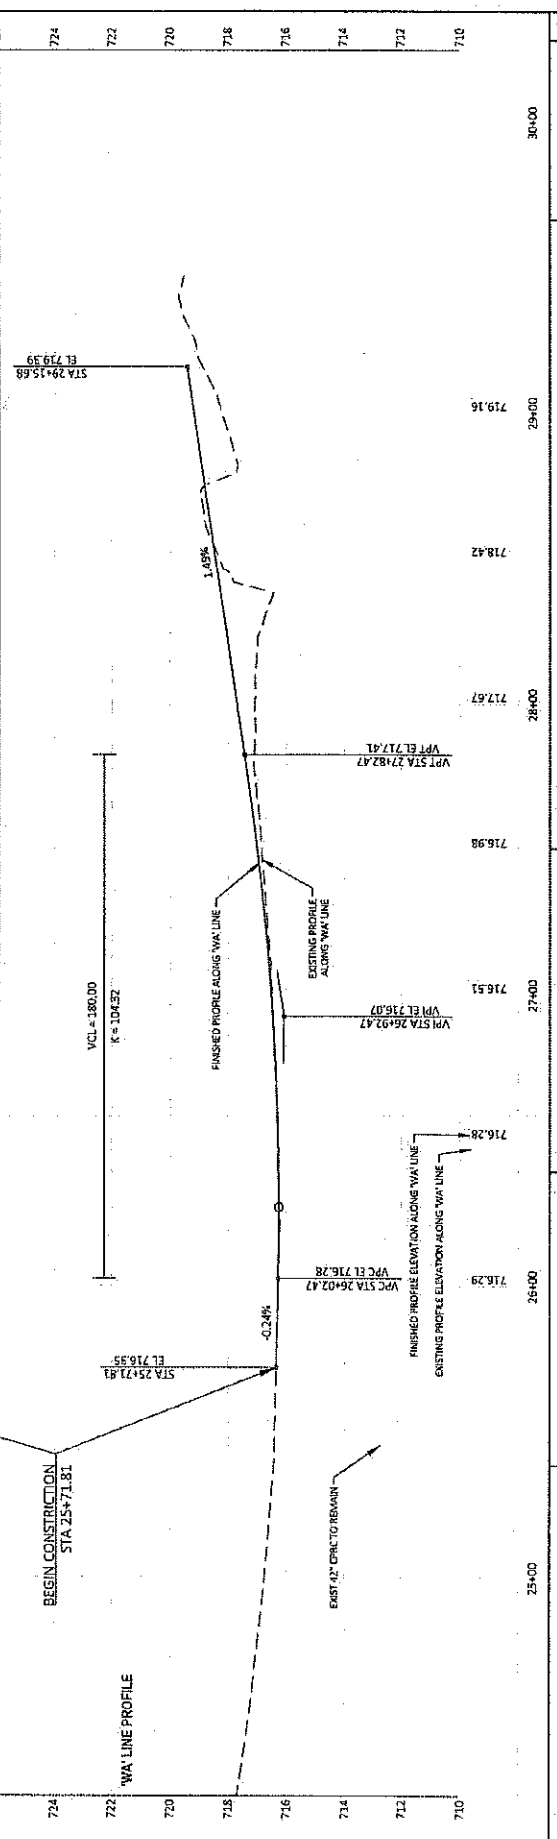 724
722
720
718
716
714
712
710
'WA' LINE PROFILE
BEGIN CONSTRICTION
STA 25+71.81
STA 25+71.81
EL 716.35
-0.24%
VPC STA 26+02.47
VPC EL 716.28
VCL = 180.00
K = 104.32
VPI STA 26+92.47
VPI EL 716.07
FINISHED PROFILE ALONG 'WA' LINE
EXISTING PROFILE
ALONG 'WA' LINE
VPT STA 27+82.47
VPT EL 717.41
1.49%
STA 29+15.68
EL 719.39
EXIST 42" CPRC TO REMAIN
FINISHED PROFILE ELEVATION ALONG 'WA' LINE
EXISTING PROFILE ELEVATION ALONG 'WA' LINE
716.29
716.28
716.51
716.98
717.67
718.42
719.16
25+00
26+00
27+00
28+00
29+00
30+00
724
722
720
718
716
714
712
710